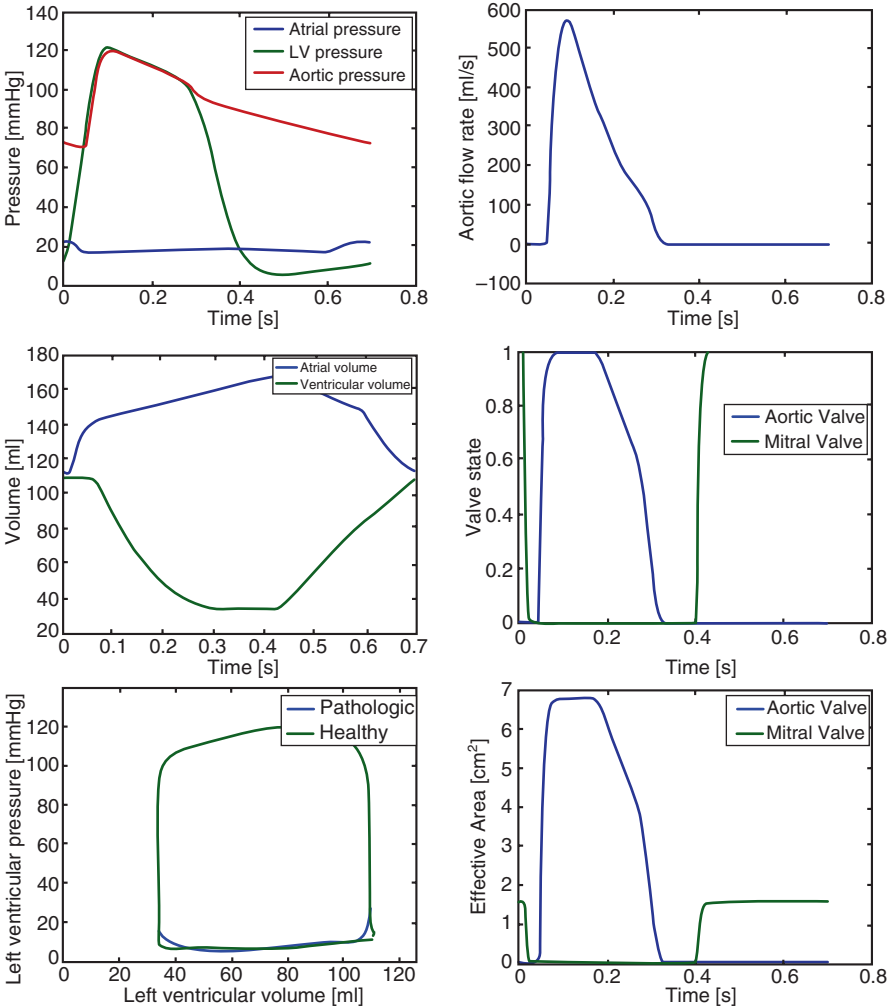 Atrial pressure
LV pressure
Aortic pressure
Pressure [mmHg]
140
120
100
80
60
40
20
0
0 0.2 0.4 0.6 0.8
Time [s]
Aortic flow rate [ml/s]
600
500
400
300
200
100
0
−100
0 0.2 0.4 0.6 0.8
Time [s]
Atrial volume
Ventricular volume
Volume [ml]
180
160
140
120
100
80
60
40
20
0 0.1 0.2 0.3 0.4 0.5 0.6 0.7
Time [s]
Aortic Valve
Mitral Valve
Valve state
1
0.8
0.6
0.4
0.2
0
0 0.2 0.4 0.6 0.8
Time [s]
Pathologic
Healthy
Left ventricular pressure [mmHg]
120
100
80
60
40
20
0
0 20 40 60 80 100 120
Left ventricular volume [ml]
Aortic Valve
Mitral Valve
Effective Area [cm²]
7
6
5
4
3
2
1
0
0 0.2 0.4 0.6 0.8
Time [s]